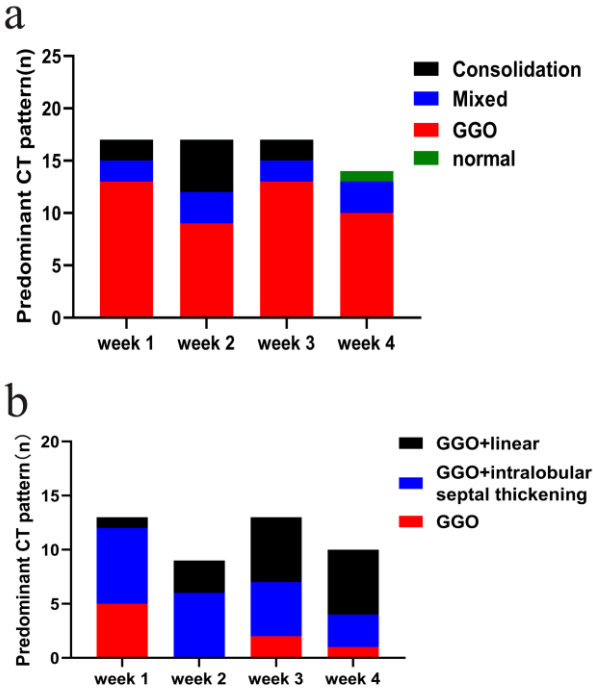 a
Predominant CT pattern(n)
25
20
15
10
5
0
week 1 week 2 week 3 week 4
Consolidation
Mixed
GGO
normal
b
Predominant CT pattern(n)
20
15
10
5
0
week 1 week 2 week 3 week 4
GGO+linear
GGO+intralobular
septal thickening
GGO